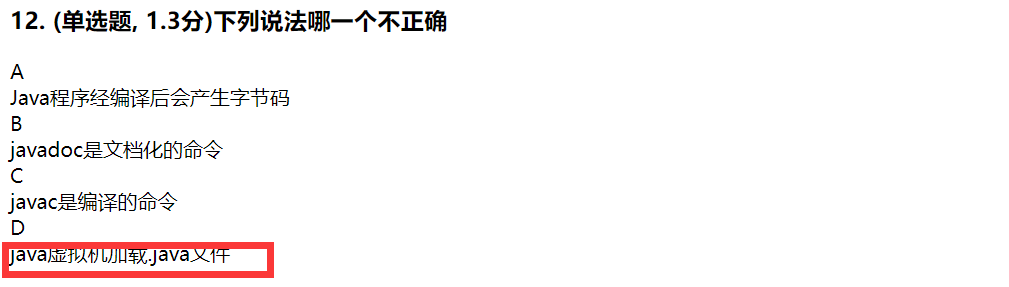 12. (单选题, 1.3分)下列说法哪一个不正确
A
Java程序经编译后会产生字节码
B
javadoc是文档化的命令
C
javac是编译的命令
D
java虚拟机加载.java文件